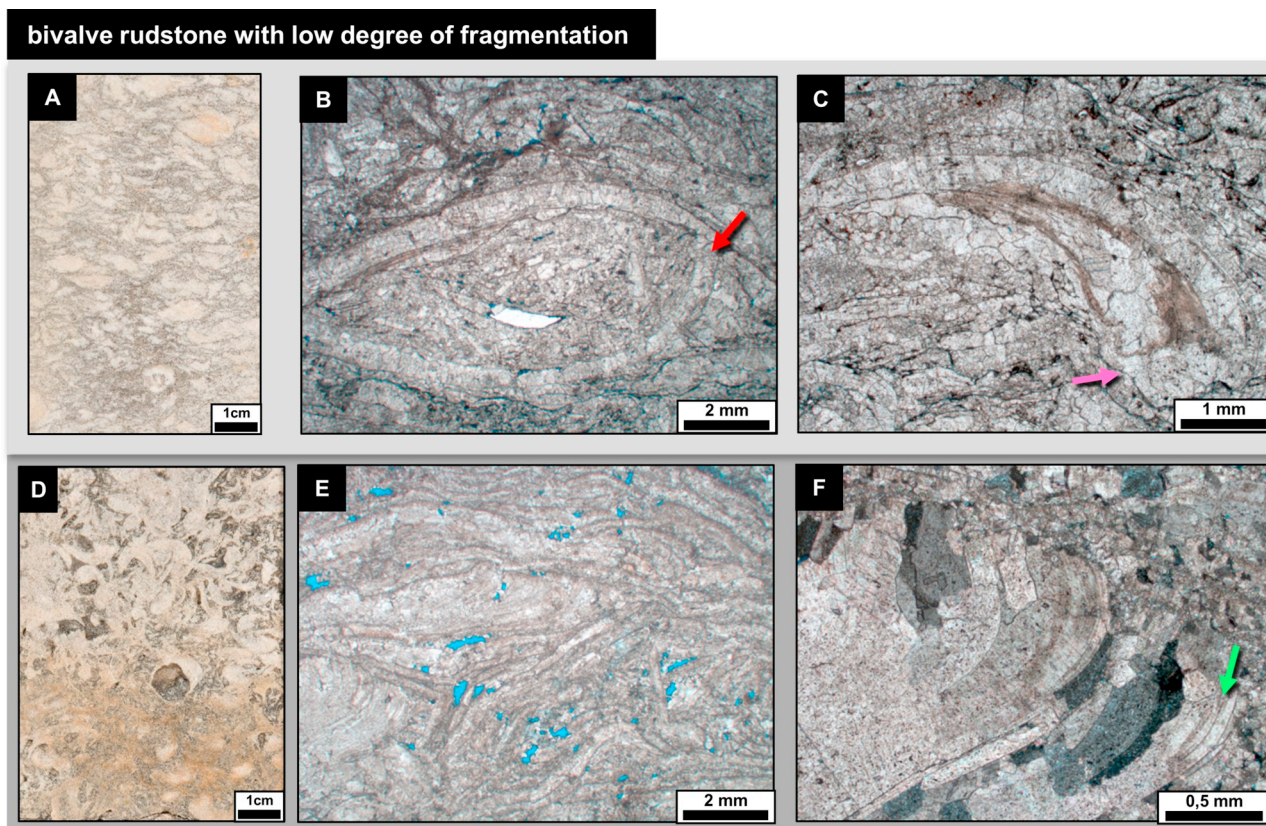 bivalve rudstone with low degree of fragmentation
A
B
C
1cm
2 mm
1 mm
D
E
F
1cm
2 mm
0,5 mm